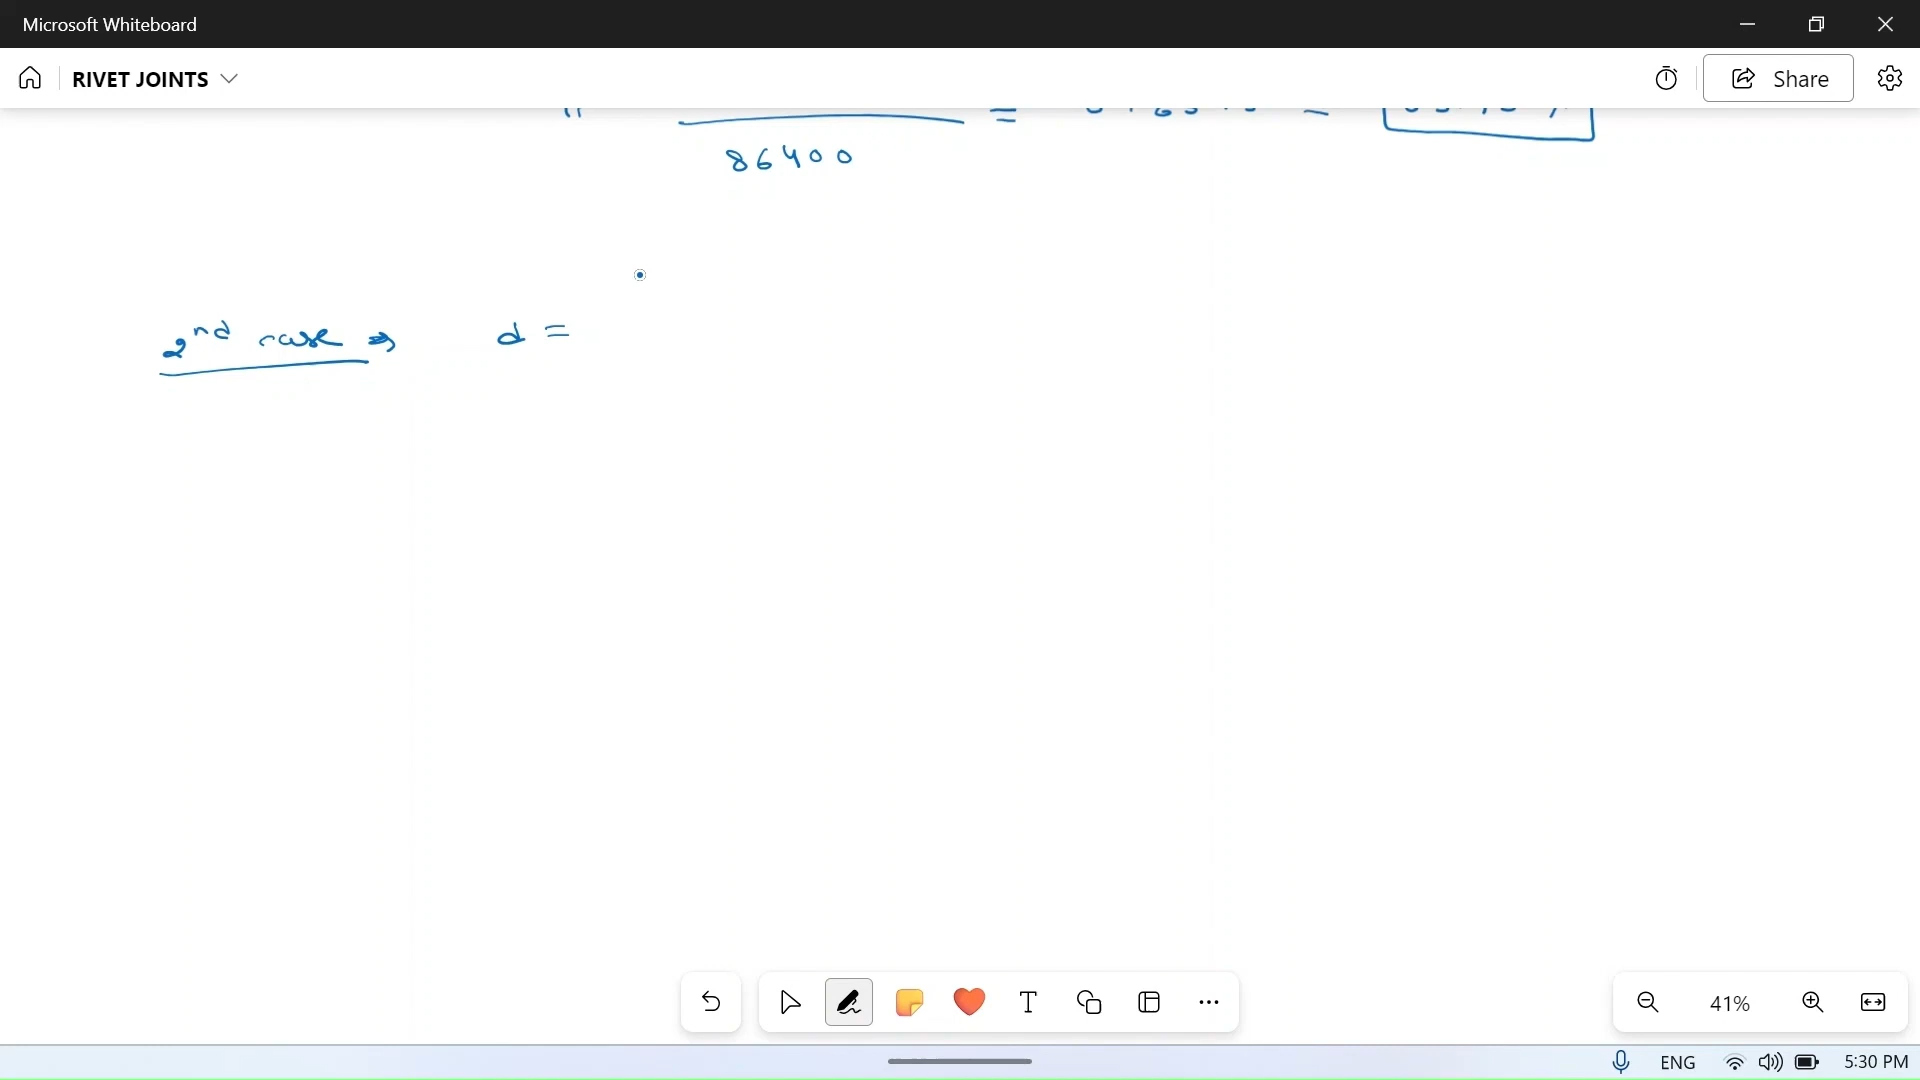 Microsoft Whiteboard
RIVET JOINTS
Share
86400
2nd case ⇒ d =
41%
ENG
5:30 PM